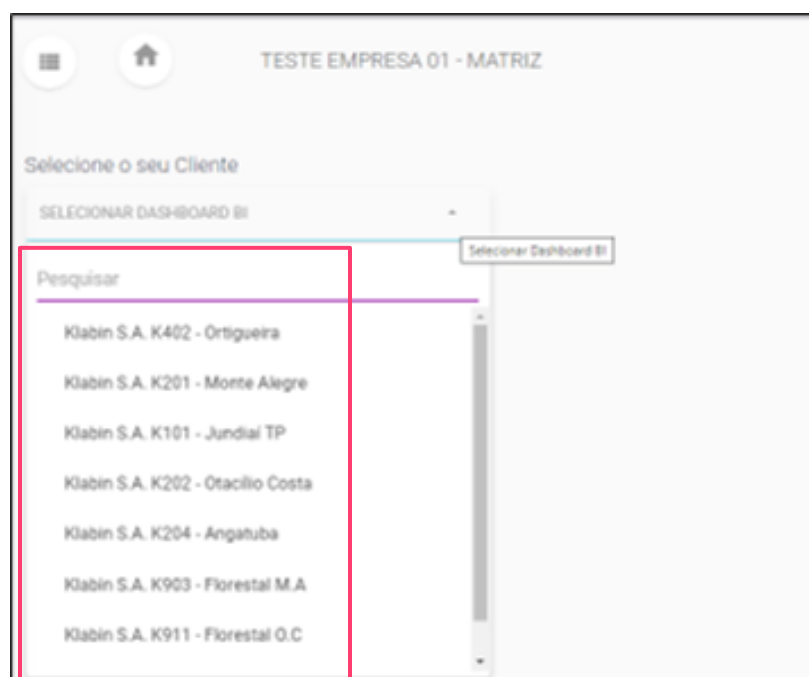 TESTE EMPRESA 01 - MATRIZ
Selecione o seu Cliente
SELECIONAR DASHBOARD BI
Selecionar Dashboard BI
Pesquisar
Klabin S.A. K402 - Ortigueira
Klabin S.A. K201 - Monte Alegre
Klabin S.A. K101 - Jundiaí TP
Klabin S.A. K202 - Otacílio Costa
Klabin S.A. K204 - Angatuba
Klabin S.A. K903 - Florestal M.A
Klabin S.A. K911 - Florestal O.C